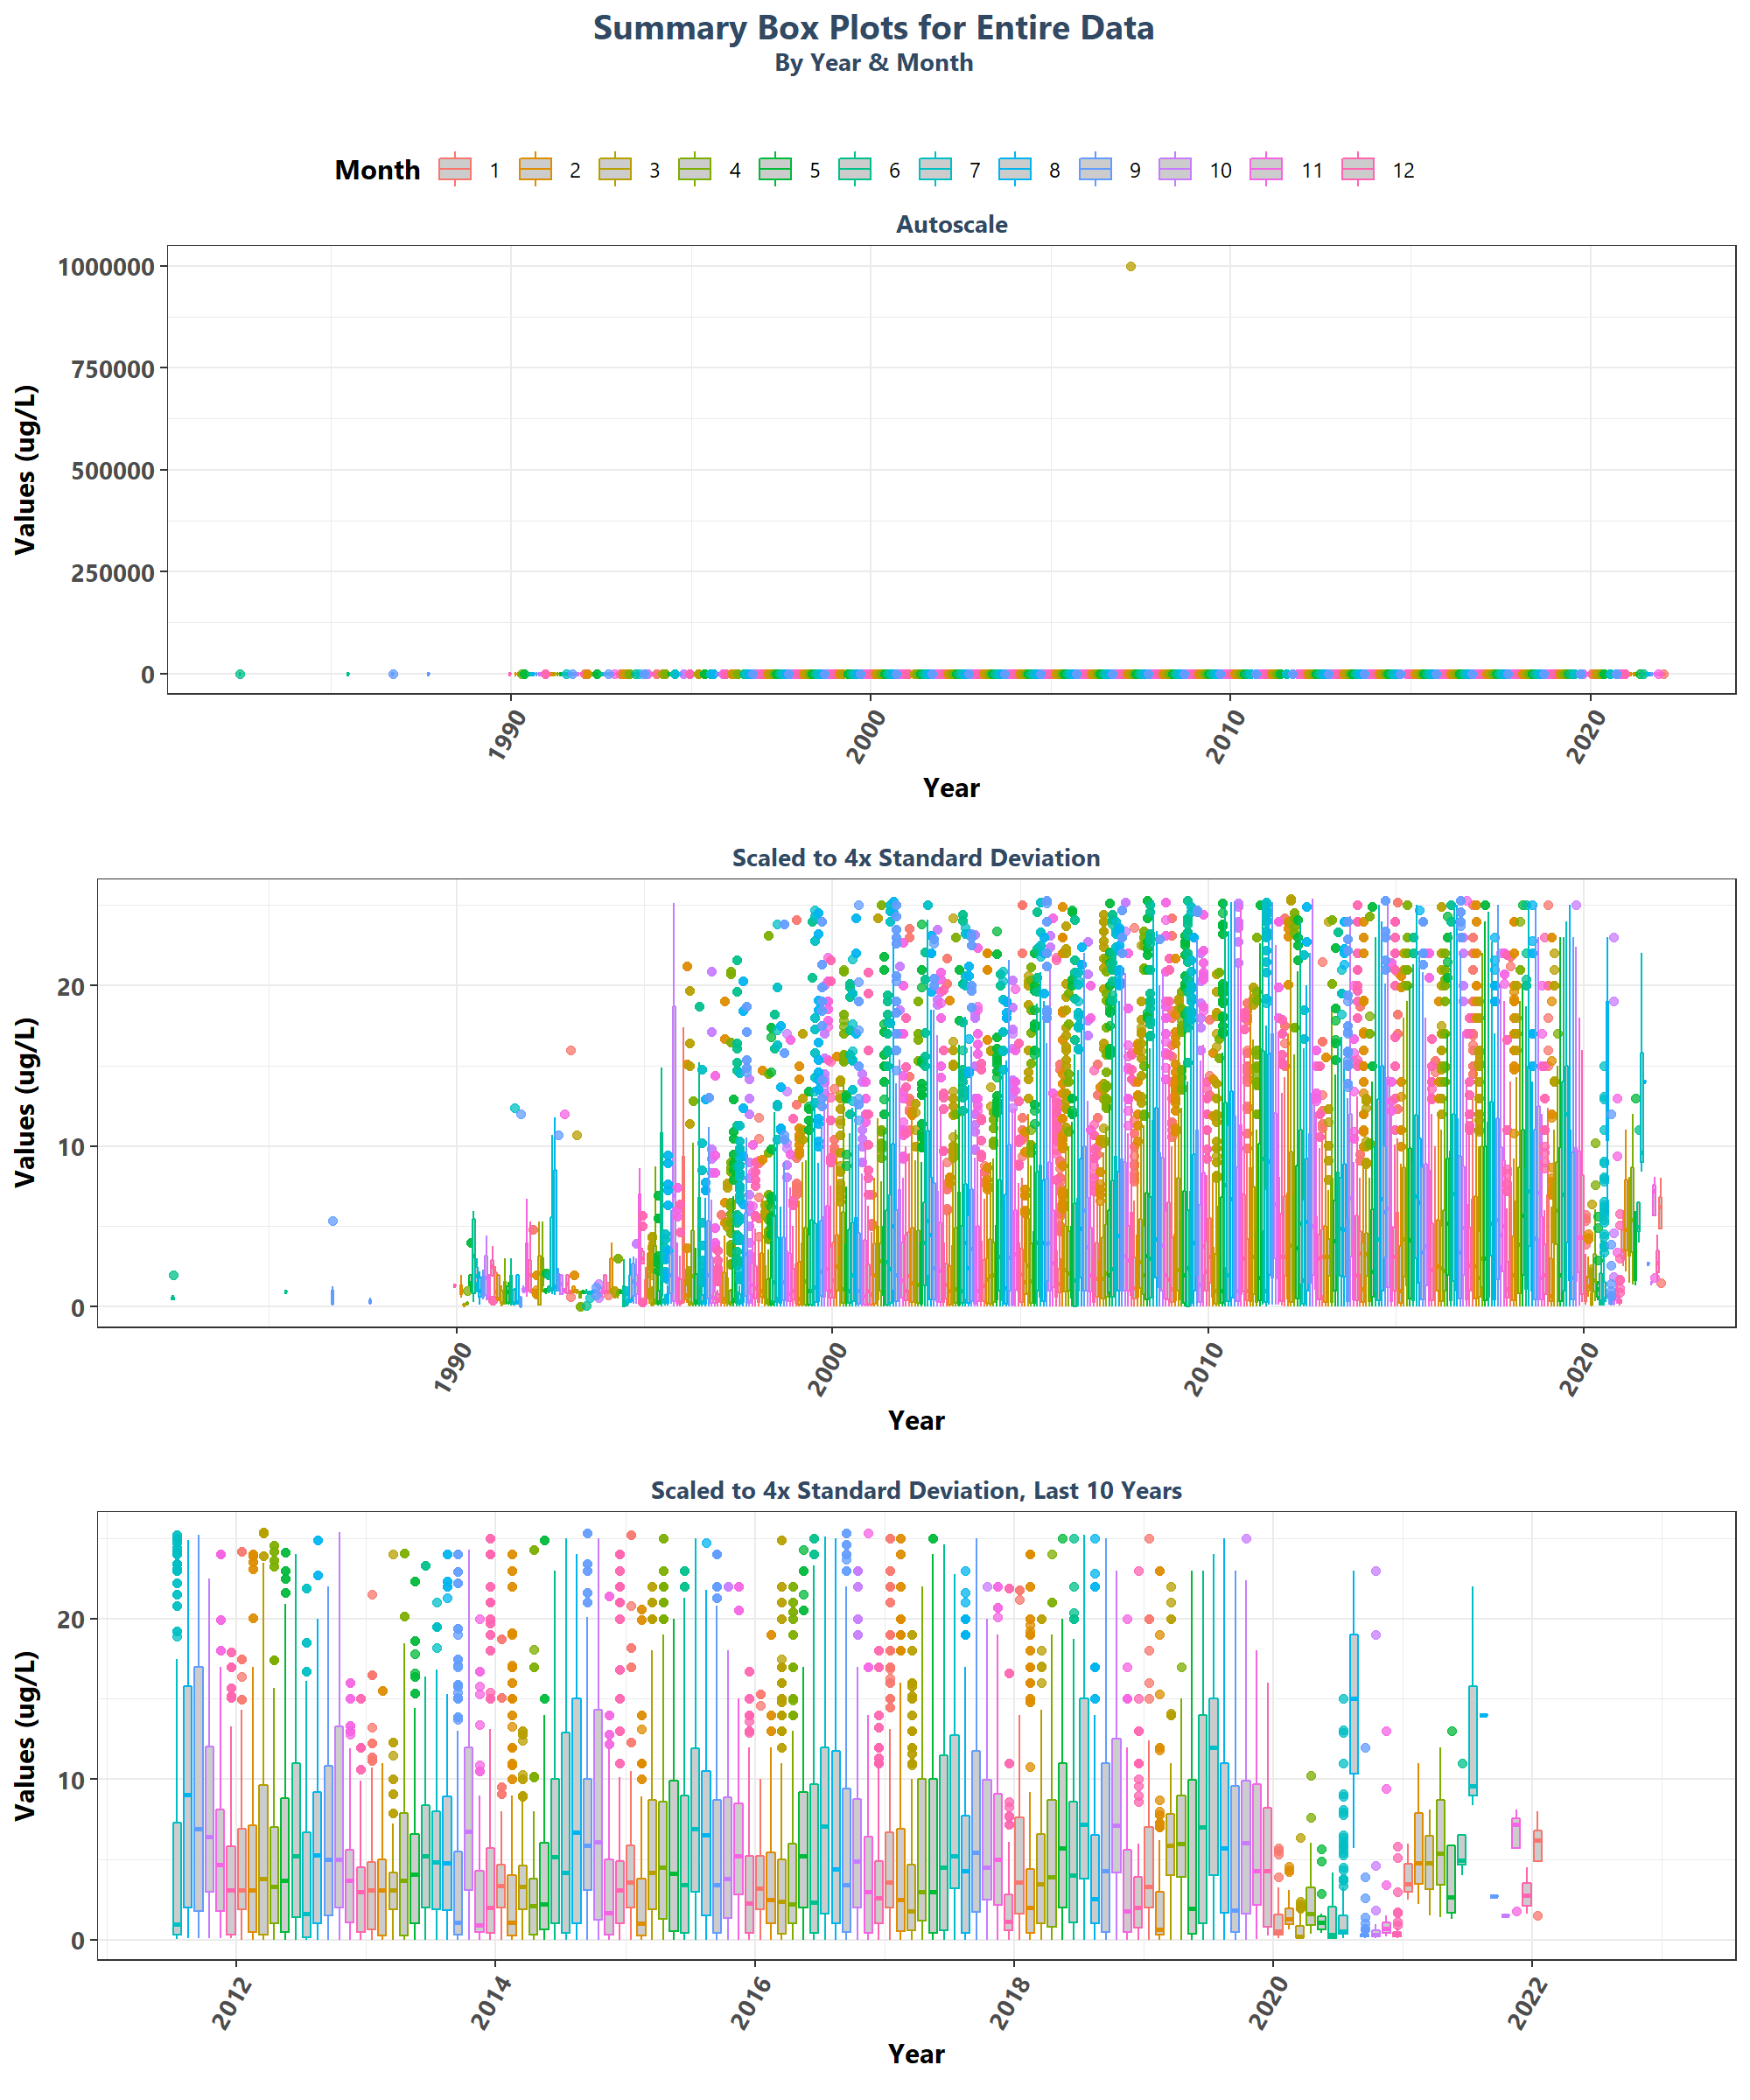 Summary Box Plots for Entire Data
By Year & Month
Month 1 2 3 4 5 6 7 8 9 10 11 12
Autoscale
Values (ug/L)
1000000
750000
500000
250000
0
1990 2000 2010 2020
Year
Scaled to 4x Standard Deviation
Values (ug/L)
20
10
0
1990 2000 2010 2020
Year
Scaled to 4x Standard Deviation, Last 10 Years
Values (ug/L)
20
10
0
2012 2014 2016 2018 2020 2022
Year